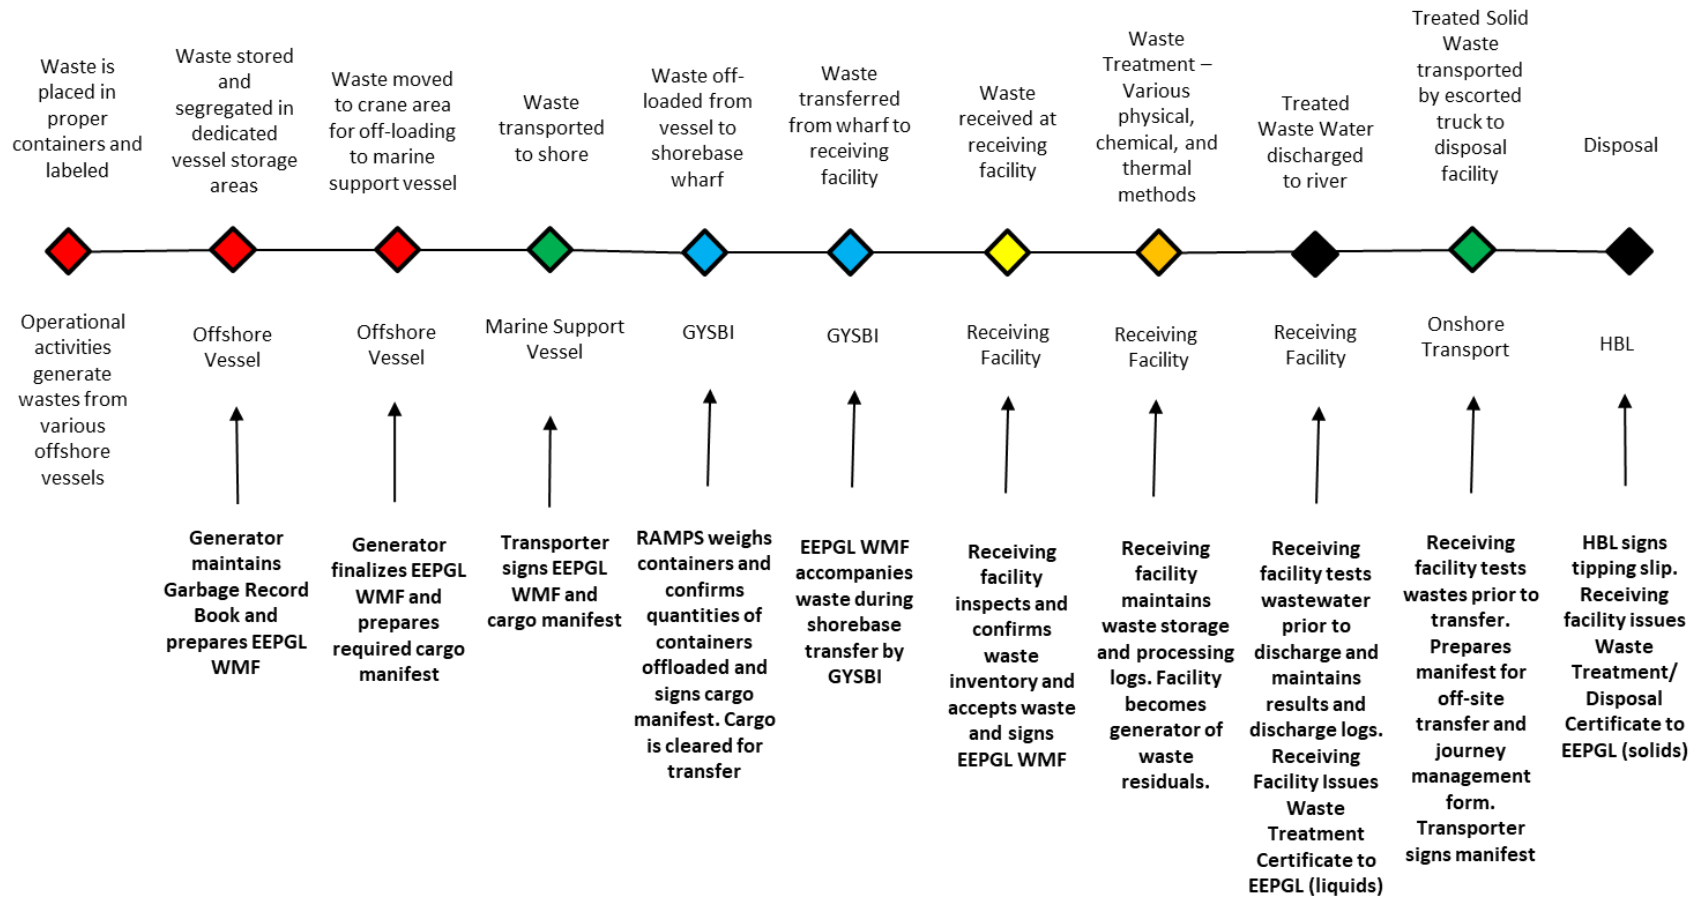 Waste is
placed in
proper
containers and
labeled
Waste stored
and
segregated in
dedicated
vessel storage
areas
Waste moved
to crane area
for off-loading
to marine
support vessel
Waste
transported
to shore
Waste off-
loaded from
vessel to
shorebase
wharf
Waste
transferred
from wharf to
receiving
facility
Waste
received at
receiving
facility
Waste
Treatment –
Various
physical,
chemical, and
thermal
methods
Treated
Waste Water
discharged
to river
Treated Solid
Waste
transported
by escorted
truck to
disposal
facility
Disposal
Operational
activities
generate
wastes from
various
offshore
vessels
Offshore
Vessel
Offshore
Vessel
Marine Support
Vessel
GYSBI
GYSBI
Receiving
Facility
Receiving
Facility
Receiving
Facility
Onshore
Transport
HBL
Generator
maintains
Garbage Record
Book and
prepares EEPGL
WMF
Generator
finalizes EEPGL
WMF and
prepares
required cargo
manifest
Transporter
signs EEPGL
WMF and
cargo manifest
RAMPS weighs
containers and
confirms
quantities of
containers
offloaded and
signs cargo
manifest. Cargo
is cleared for
transfer
EEPGL WMF
accompanies
waste during
shorebase
transfer by
GYSBI
Receiving
facility
inspects and
confirms
waste
inventory and
accepts waste
and signs
EEPGL WMF
Receiving
facility
maintains
waste storage
and processing
logs. Facility
becomes
generator of
waste
residuals.
Receiving
facility tests
wastewater
prior to
discharge and
maintains
results and
discharge logs.
Receiving
Facility Issues
Waste
Treatment
Certificate to
EEPGL (liquids)
Receiving
facility tests
wastes prior to
transfer.
Prepares
manifest for
off-site
transfer and
journey
management
form.
Transporter
signs manifest
HBL signs
tipping slip.
Receiving
facility issues
Waste
Treatment/
Disposal
Certificate to
EEPGL (solids)